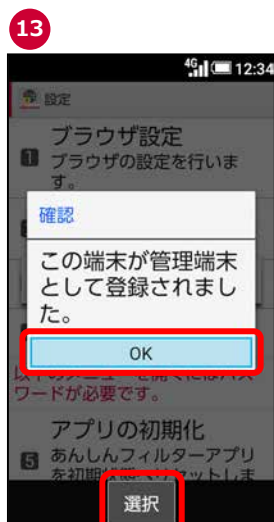 13
4G 12:34
設定
ブラウザ設定
1 ブラウザの設定を行いま
す。
確認
この端末が管理端末
として登録されまし
た。
OK
ワードが必要です。
アプリの初期化
5 あんしんフィルターアプリ
選択